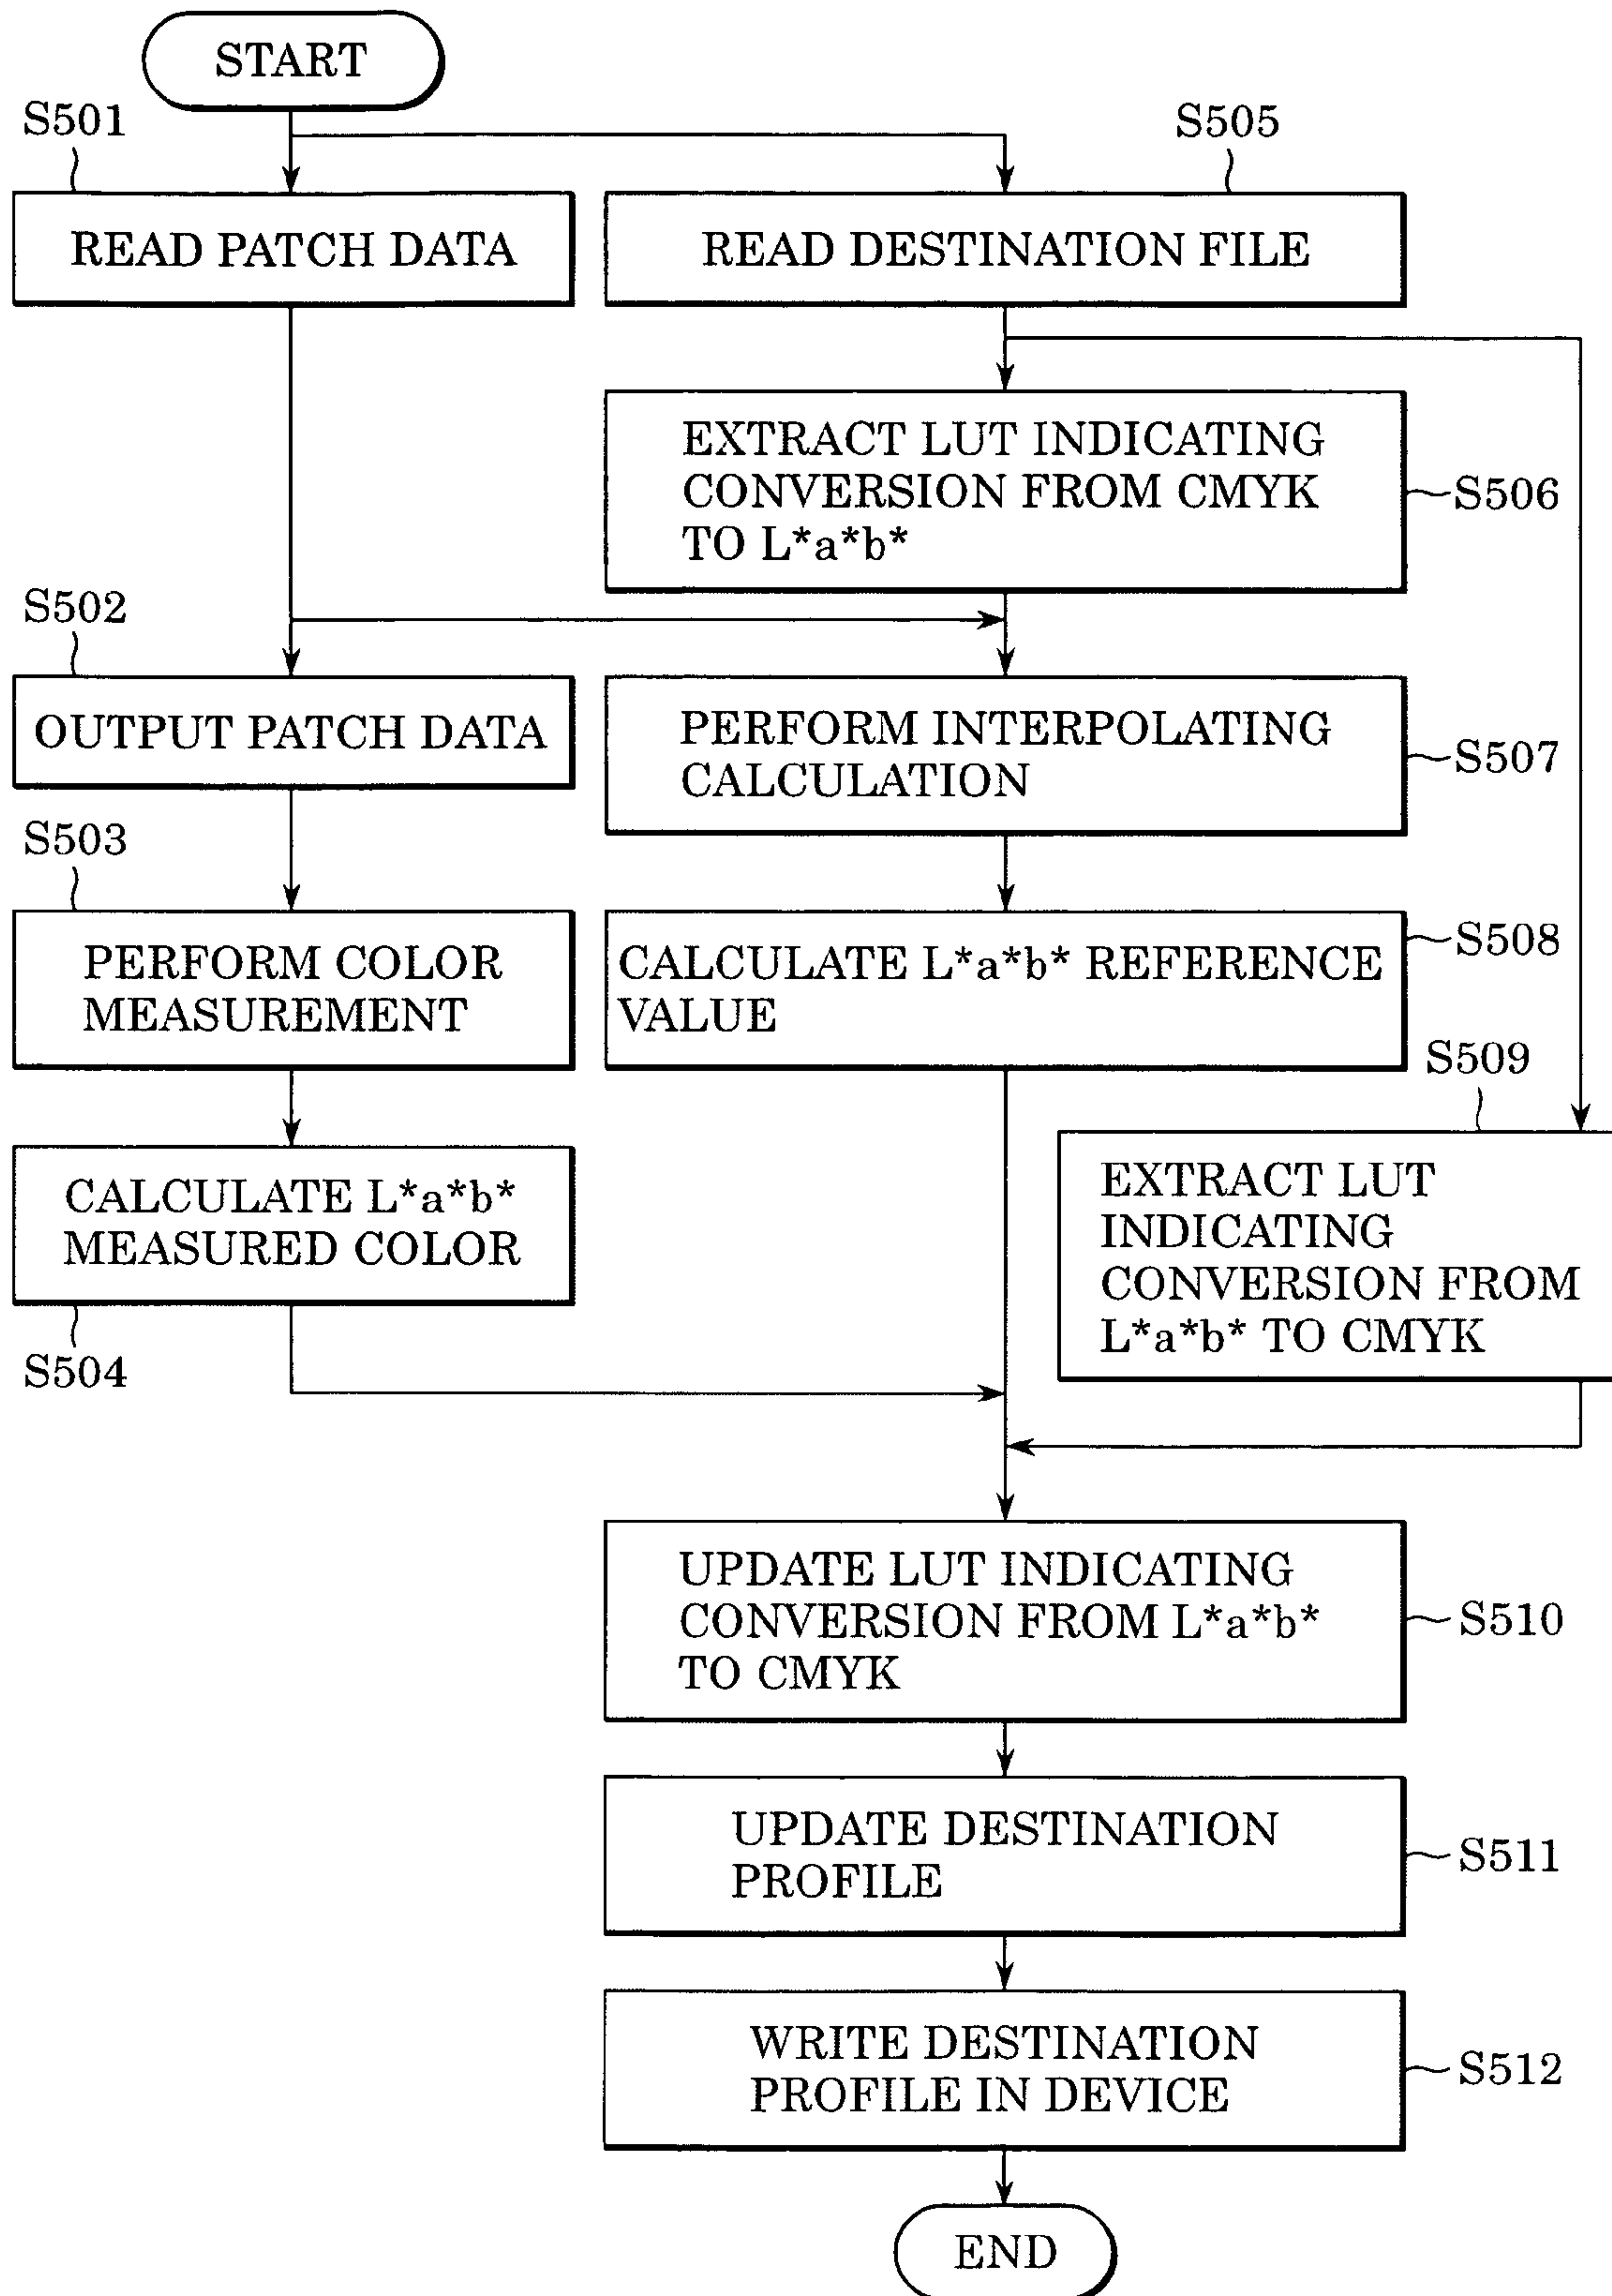 START
S501
S505
READ PATCH DATA
READ DESTINATION FILE
EXTRACT LUT INDICATING
CONVERSION FROM CMYK
TO L*a*b*
S506
S502
OUTPUT PATCH DATA
PERFORM INTERPOLATING
CALCULATION
S507
S503
PERFORM COLOR
MEASUREMENT
CALCULATE L*a*b* REFERENCE
VALUE
S508
S509
CALCULATE L*a*b*
MEASURED COLOR
S504
EXTRACT LUT
INDICATING
CONVERSION FROM
L*a*b* TO CMYK
UPDATE LUT INDICATING
CONVERSION FROM L*a*b*
TO CMYK
S510
UPDATE DESTINATION
PROFILE
S511
WRITE DESTINATION
PROFILE IN DEVICE
S512
END